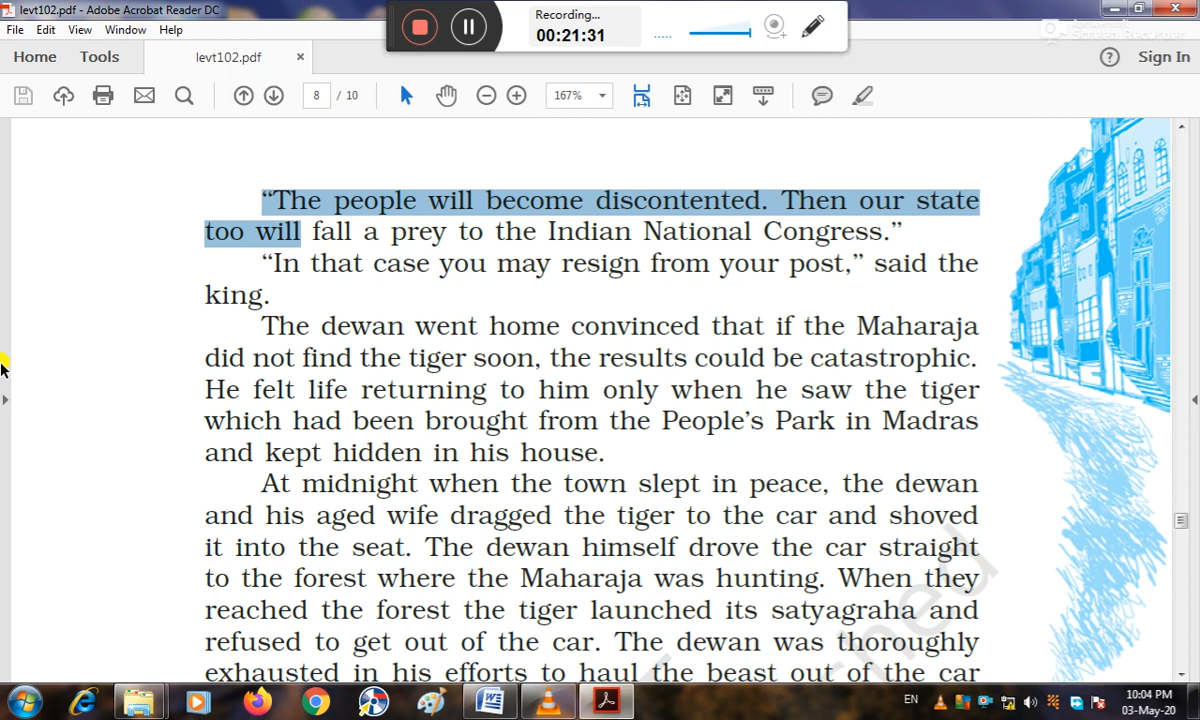 levt102.pdf - Adobe Acrobat Reader DC
File Edit View Window Help
Recording...
00:21:31
Home Tools levt102.pdf × Sign In
8 / 10 167%
“The people will become discontented. Then our state
too will fall a prey to the Indian National Congress.”
“In that case you may resign from your post,” said the
king.
The dewan went home convinced that if the Maharaja
did not find the tiger soon, the results could be catastrophic.
He felt life returning to him only when he saw the tiger
which had been brought from the People’s Park in Madras
and kept hidden in his house.
At midnight when the town slept in peace, the dewan
and his aged wife dragged the tiger to the car and shoved
it into the seat. The dewan himself drove the car straight
to the forest where the Maharaja was hunting. When they
reached the forest the tiger launched its satyagraha and
refused to get out of the car. The dewan was thoroughly
exhausted in his efforts to haul the beast out of the car
EN
10:04 PM
03-May-20